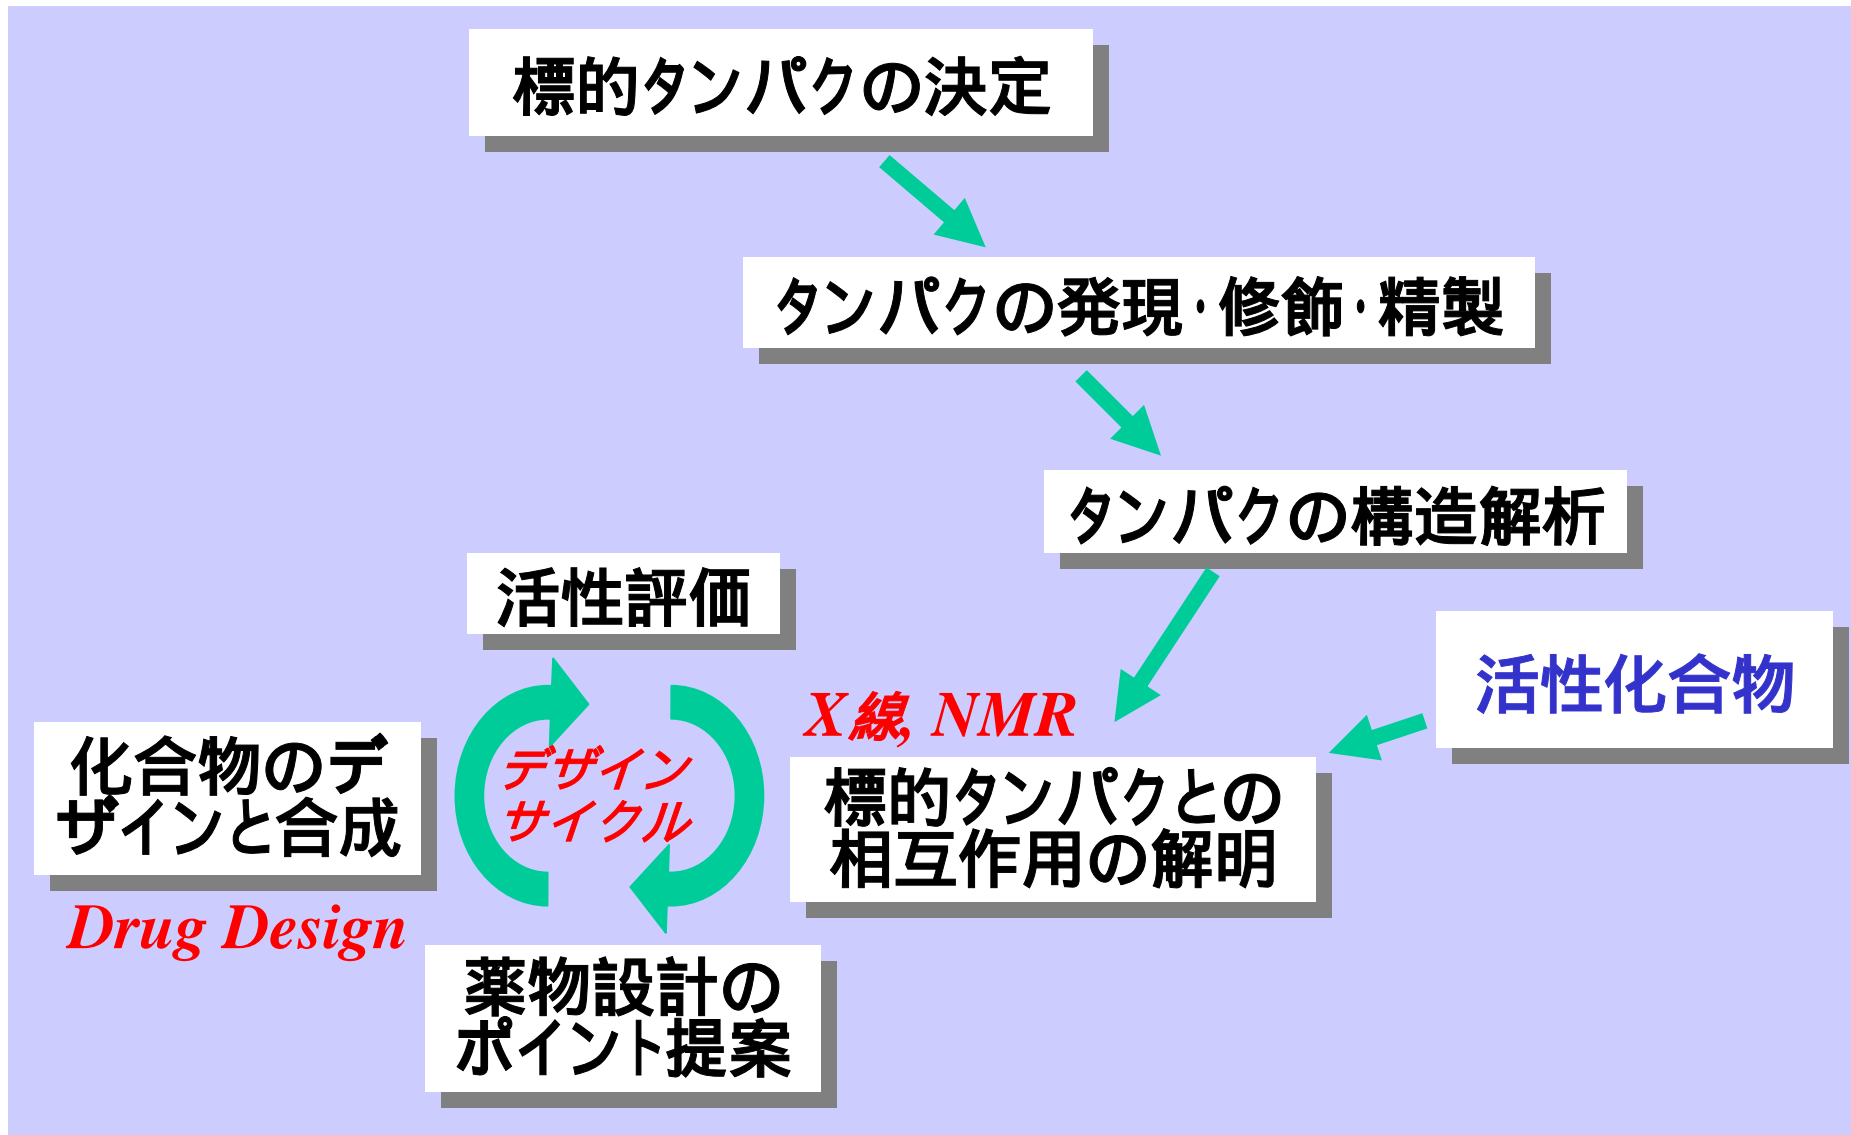 標的タンパクの決定
タンパクの発現・修飾・精製
タンパクの構造解析
活性評価
活性化合物
X線, NMR
標的タンパクとの
相互作用の解明
デザイン
サイクル
化合物のデ
ザインと合成
Drug Design
薬物設計の
ポイント提案